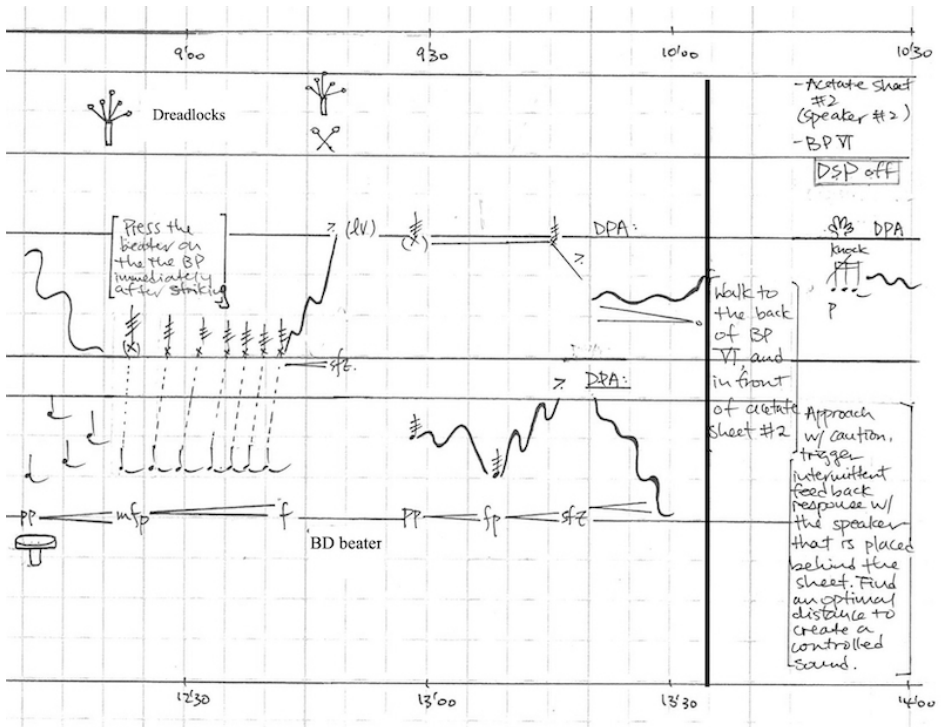 9'00
9'30
10'00
10'30
Dreadlocks
- Acetate sheet
#2
(speaker #2)
- BP VI
DSP off
Press the
beater on
the the BP
immediately
after striking
(lv)
(x)
DPA:
DPA
knock
P
(x)
sfz.
Walk to
the back
of BP
VI, and
in front
of acetate
sheet #2
DPA:
Approach
w/ caution,
trigger
intermittent
feedback
response w/
the speaker
that is placed
behind the
sheet. Find
an optimal
distance to
create a
controlled
sound.
PP
mfp
f
PP
fp
sfz
BD beater
12'30
13'00
13'30
14'00